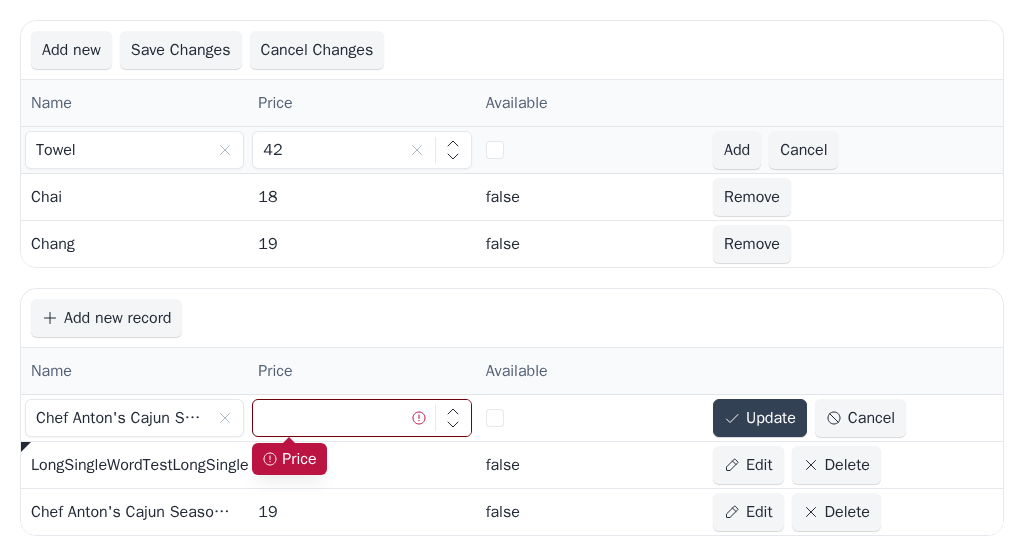 Add new Save Changes Cancel Changes
Name Price Available
Towel 42 Add Cancel
Chai 18 false Remove
Chang 19 false Remove
Add new record
Name Price Available
Chef Anton's Cajun S··· Update Cancel
LongSingleWordTestLongSingle Price false Edit Delete
Chef Anton's Cajun Seaso··· 19 false Edit Delete